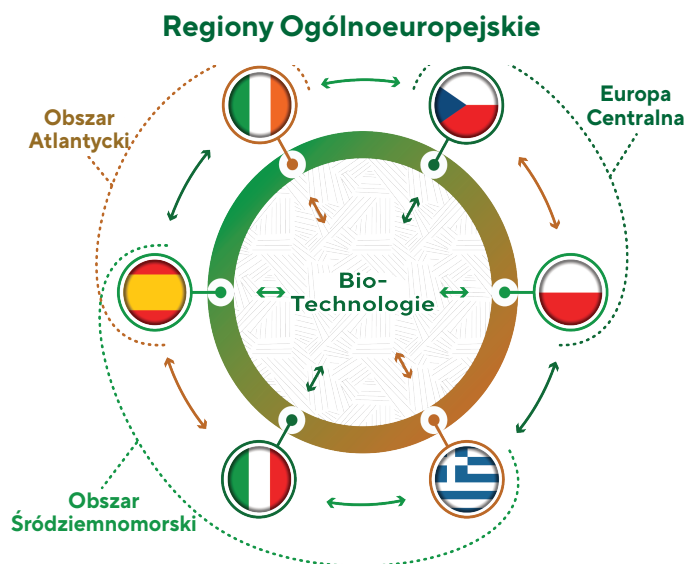 Regiony Ogólnoeuropejskie
Obszar
Atlantycki
Europa
Centralna
Bio-
Technologie
Obszar
Śródziemnomorski